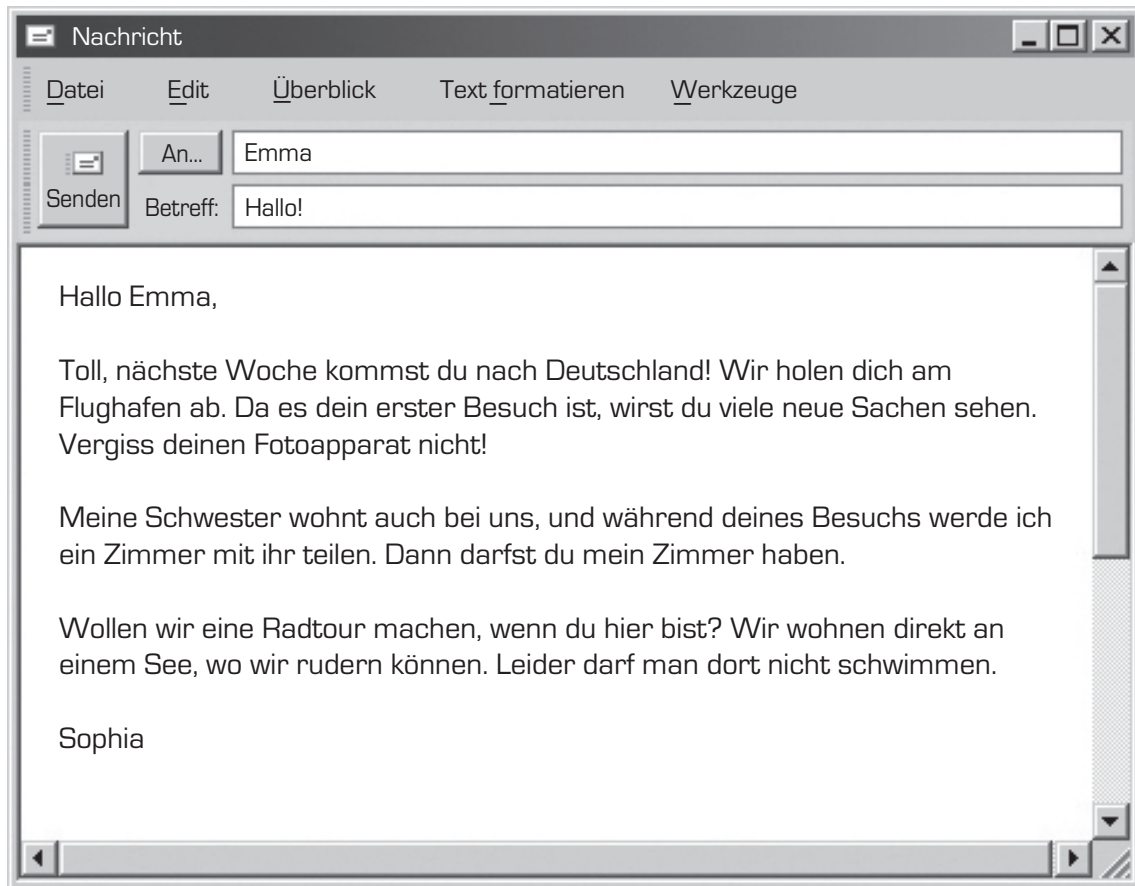 Nachricht
Datei Edit Überblick Text formatieren Werkzeuge
Senden An... Emma
Betreff: Hallo!
Hallo Emma,
Toll, nächste Woche kommst du nach Deutschland! Wir holen dich am
Flughafen ab. Da es dein erster Besuch ist, wirst du viele neue Sachen sehen.
Vergiss deinen Fotoapparat nicht!
Meine Schwester wohnt auch bei uns, und während deines Besuchs werde ich
ein Zimmer mit ihr teilen. Dann darfst du mein Zimmer haben.
Wollen wir eine Radtour machen, wenn du hier bist? Wir wohnen direkt an
einem See, wo wir rudern können. Leider darf man dort nicht schwimmen.
Sophia